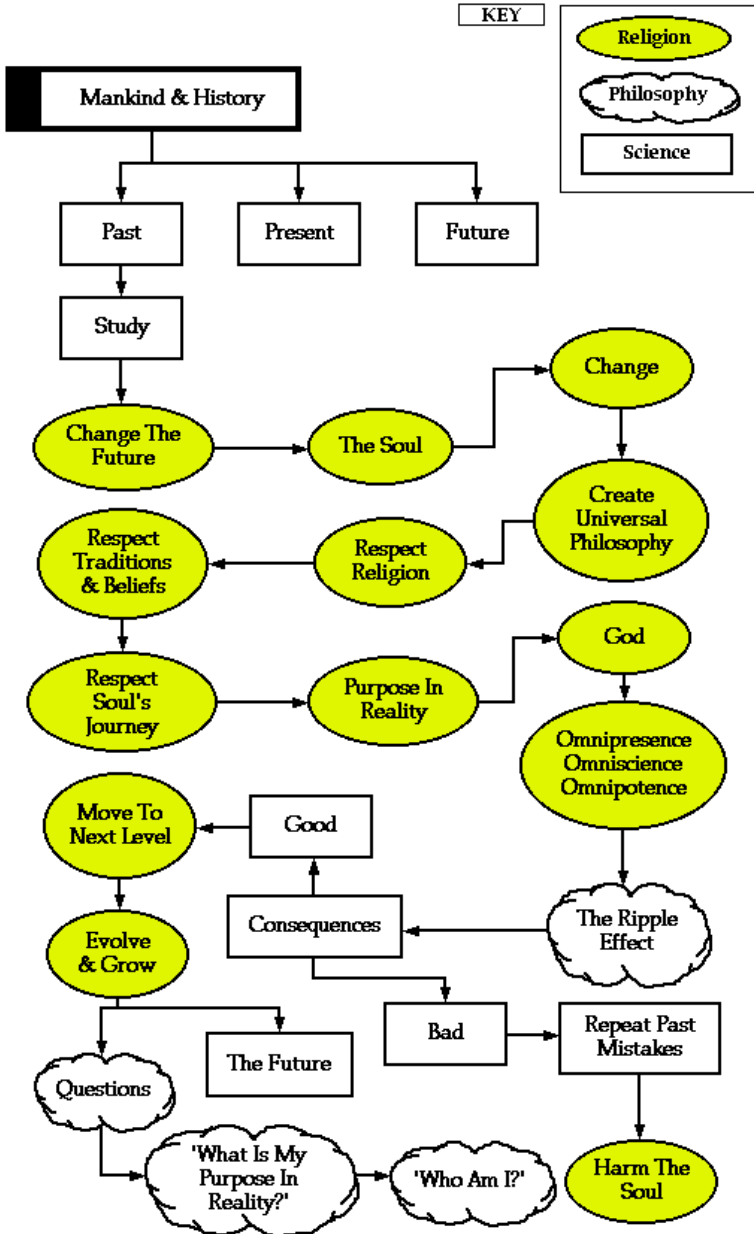 KEY
Religion
Philosophy
Science
Mankind & History
Past
Present
Future
Study
Change The
Future
The Soul
Change
Create
Universal
Philosophy
Respect
Religion
Respect
Traditions
& Beliefs
Respect
Soul's
Journey
Purpose In
Reality
God
Omnipresence
Omniscience
Omnipotence
The Ripple
Effect
Consequences
Good
Move To
Next Level
Evolve
& Grow
Bad
Repeat Past
Mistakes
Harm The
Soul
The Future
Questions
'What Is My
Purpose In
Reality?'
'Who Am I?'